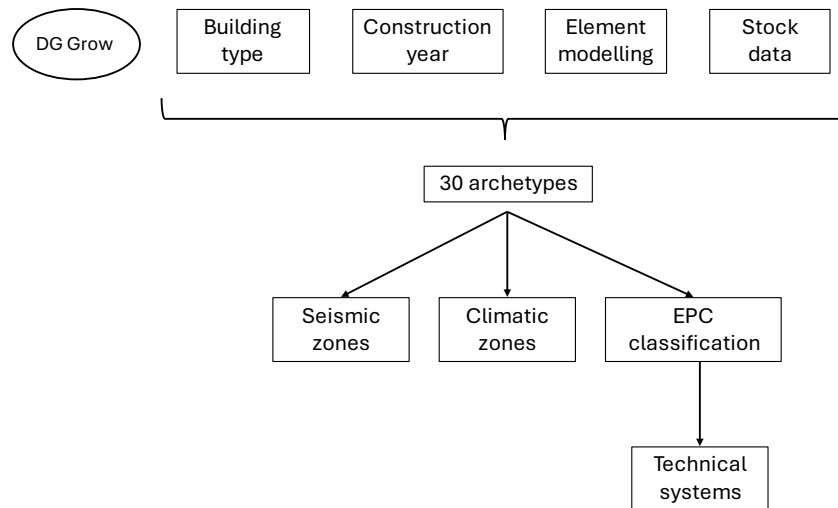 DG Grow
Building
type
Construction
year
Element
modelling
Stock
data
30 archetypes
Seismic
zones
Climatic
zones
EPC
classification
Technical
systems